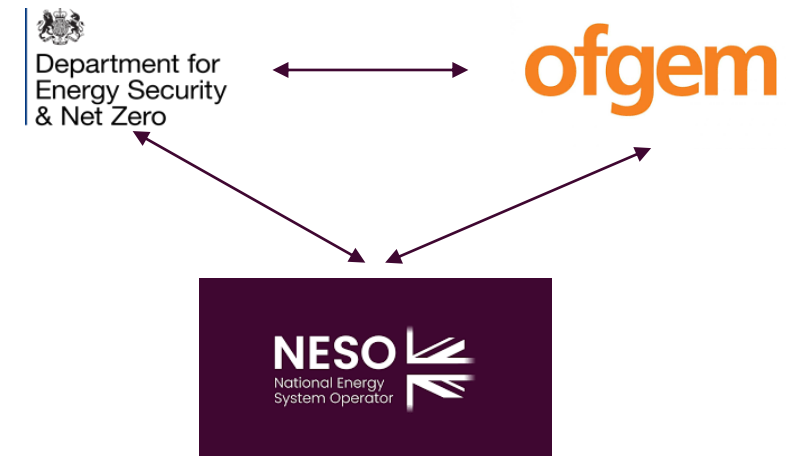 Department for
Energy Security
& Net Zero
ofgem
NESO
National Energy
System Operator